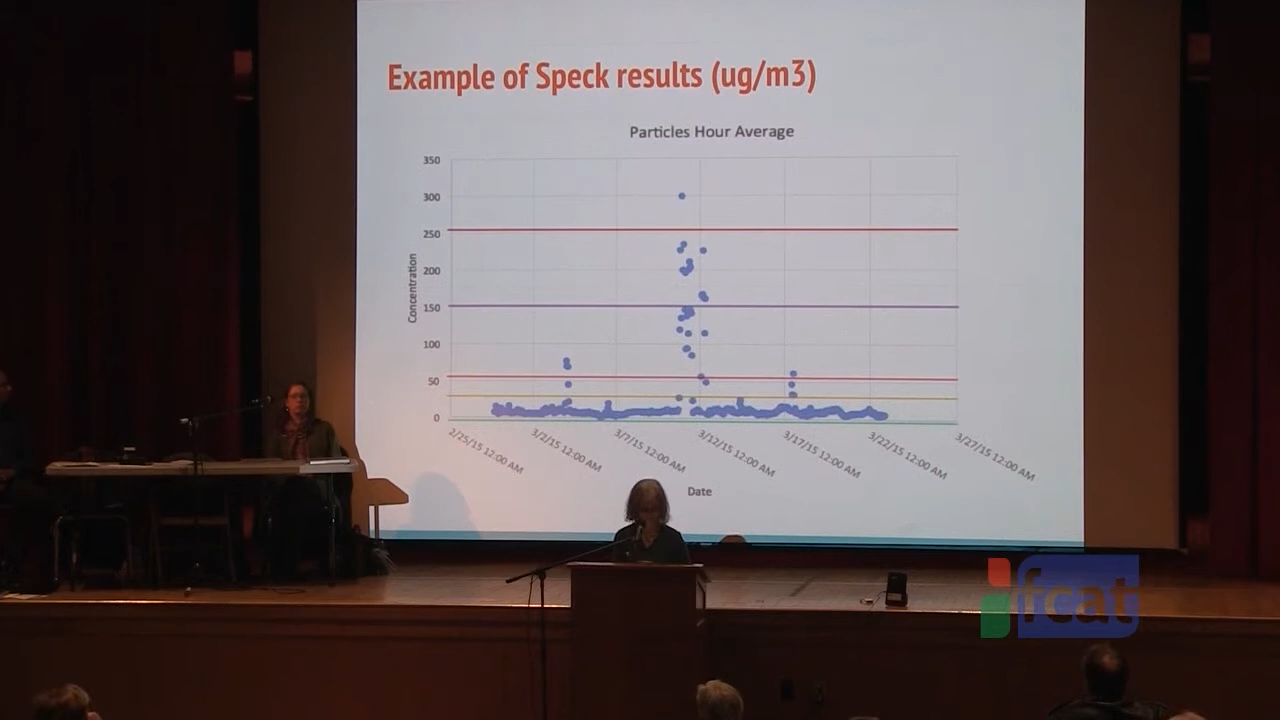 Example of Speck results (ug/m3)
Particles Hour Average
350
300
250
200
150
100
50
0
Concentration
2/25/15 12:00 AM
3/2/15 12:00 AM
3/7/15 12:00 AM
3/12/15 12:00 AM
3/17/15 12:00 AM
3/22/15 12:00 AM
3/27/15 12:00 AM
Date
fcat